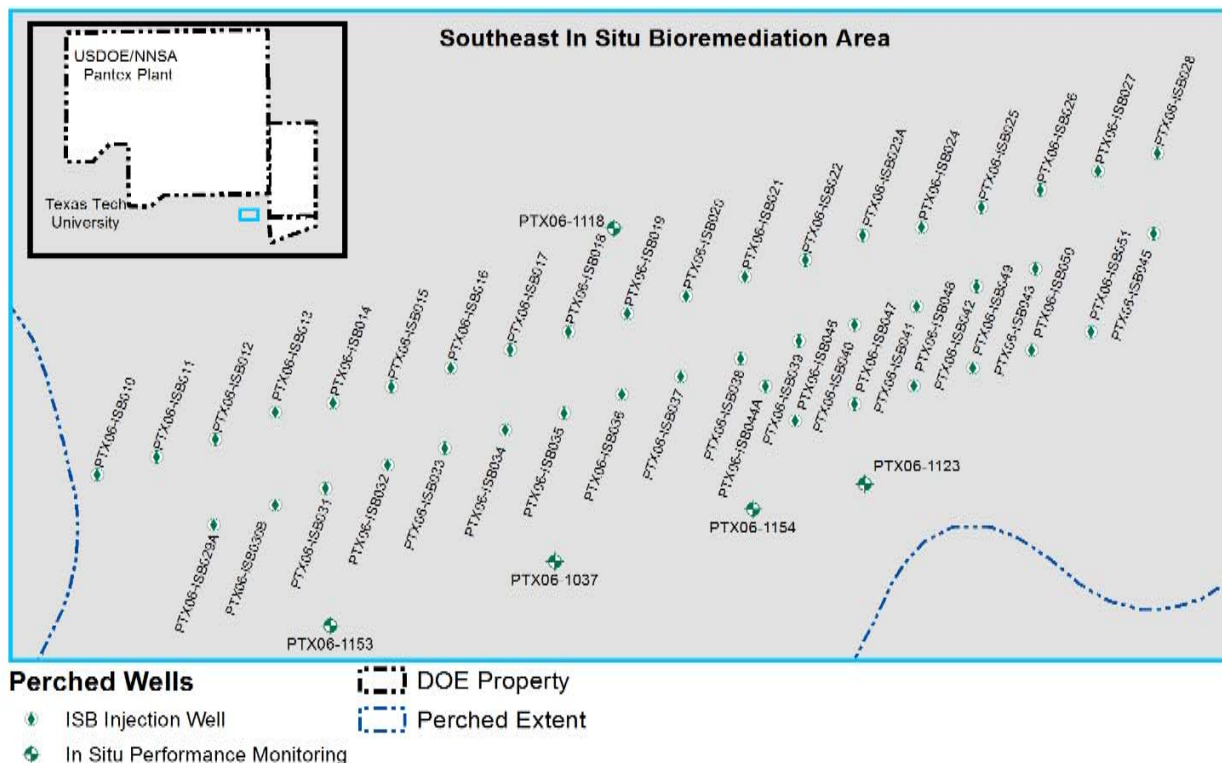 Southeast In Situ Bioremediation Area
USDOE/NNSA
Pantex Plant
Texas Tech
University
PTX06-ISB010
PTX06-ISB011
PTX06-ISB012
PTX06-ISB013
PTX06-ISB014
PTX06-ISB015
PTX06-ISB016
PTX06-ISB017
PTX06-ISB018
PTX06-1118
PTX06-ISB019
PTX06-ISB020
PTX06-ISB021
PTX06-ISB022
PTX06-ISB023A
PTX06-ISB024
PTX06-ISB025
PTX06-ISB026
PTX06-ISB027
PTX06-ISB028
PTX06-ISB029A
PTX06-ISB030B
PTX06-ISB031
PTX06-ISB032
PTX06-ISB033
PTX06-ISB034
PTX06-ISB035
PTX06-ISB036
PTX06-ISB037
PTX06-ISB038
PTX06-ISB044A
PTX06-ISB039
PTX06-ISB046
PTX06-ISB040
PTX06-ISB047
PTX06-ISB041
PTX06-ISB048
PTX06-ISB042
PTX06-ISB049
PTX06-ISB043
PTX06-ISB050
PTX06-ISB051
PTX06-ISB045
PTX06-1123
PTX06-1154
PTX06-1037
PTX06-1153
Perched Wells
ISB Injection Well
In Situ Performance Monitoring
DOE Property
Perched Extent